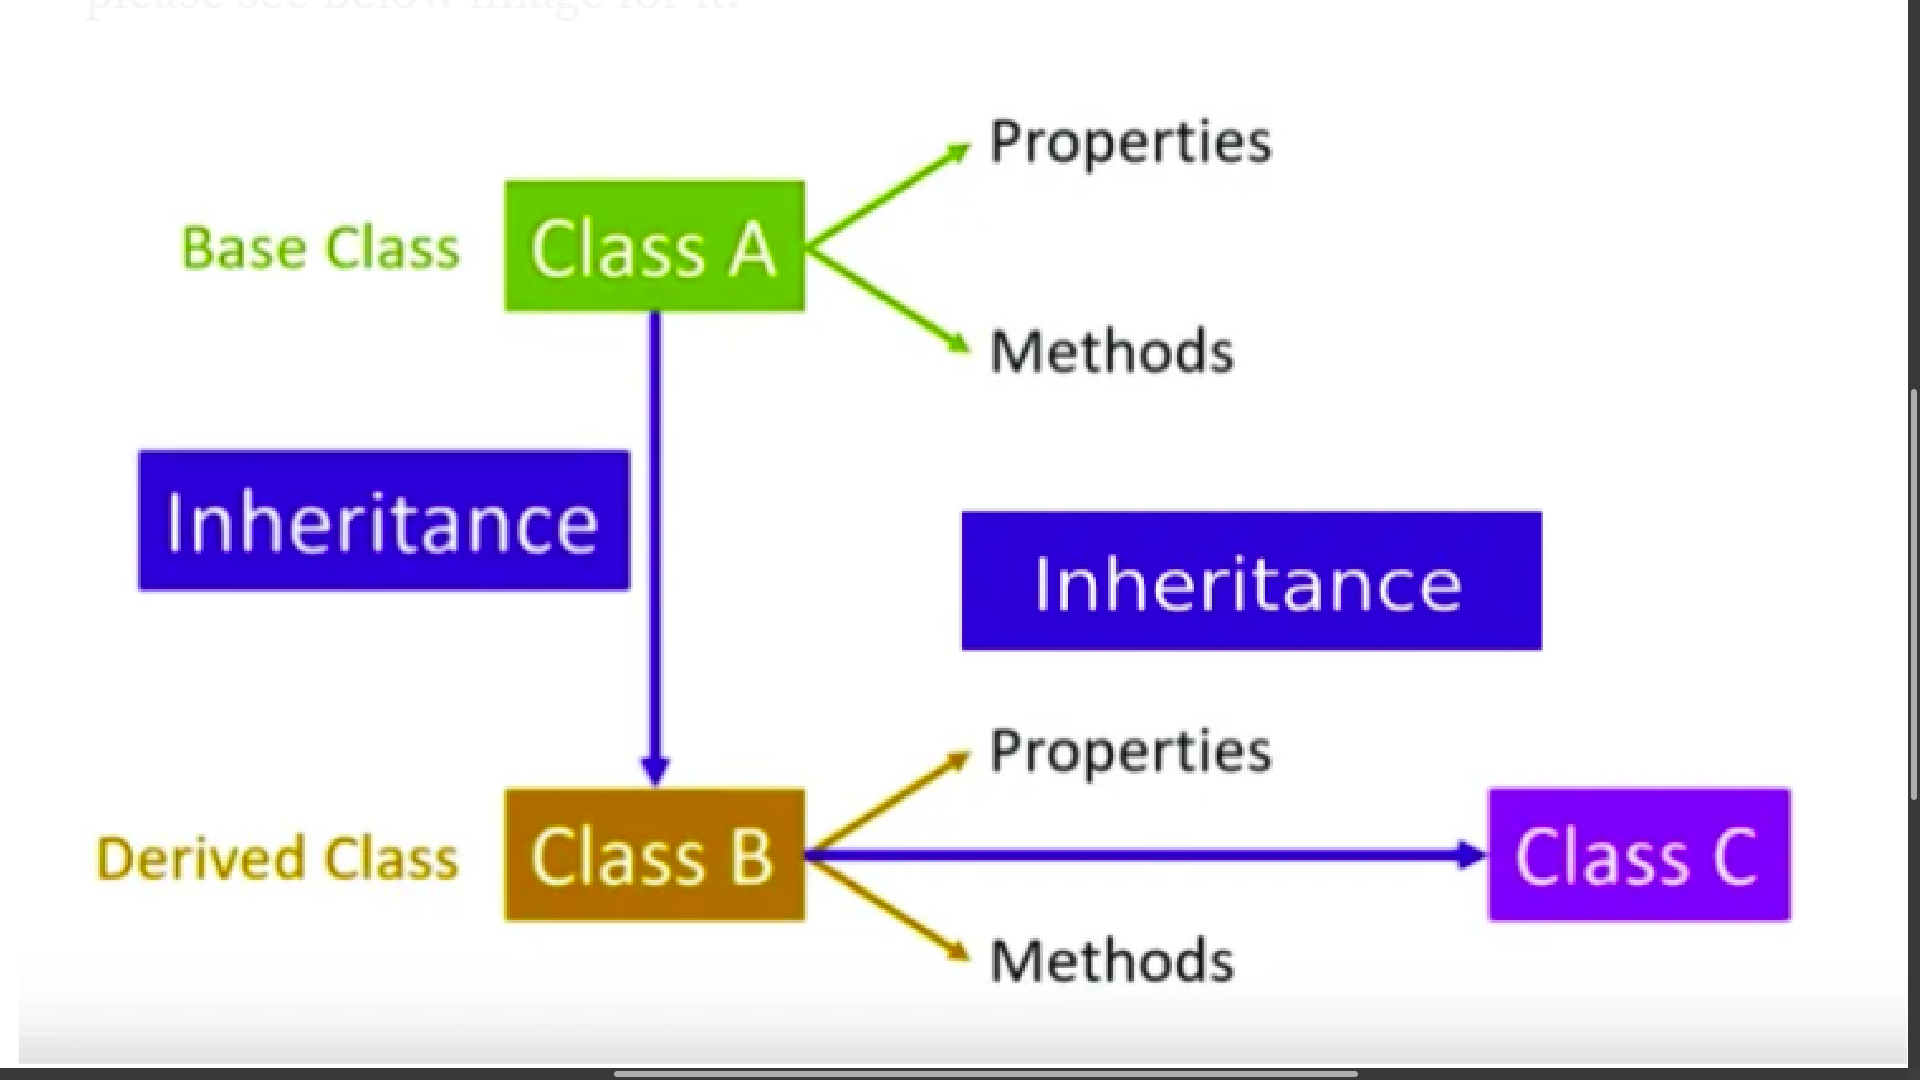 please see below image for it.
Properties
Base Class
Class A
Methods
Inheritance
Inheritance
Properties
Derived Class
Class B
Class C
Methods